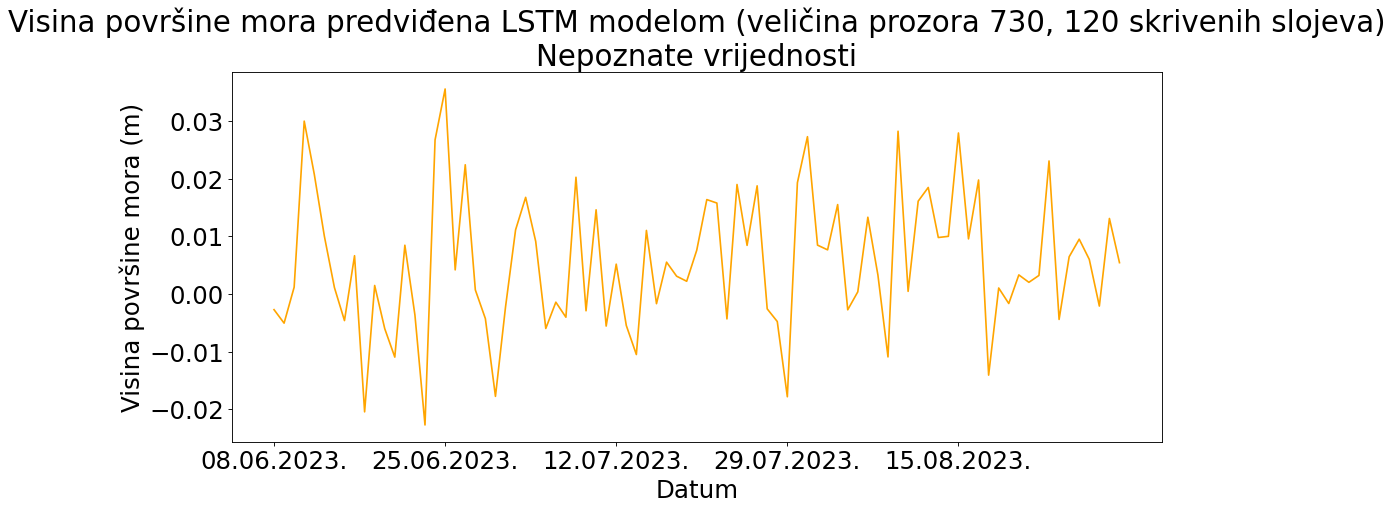 Visina površine mora predviđena LSTM modelom (veličina prozora 730, 120 skrivenih slojeva)
Nepoznate vrijednosti
Visina površine mora (m)
0.03
0.02
0.01
0.00
−0.01
−0.02
08.06.2023. 25.06.2023. 12.07.2023. 29.07.2023. 15.08.2023.
Datum